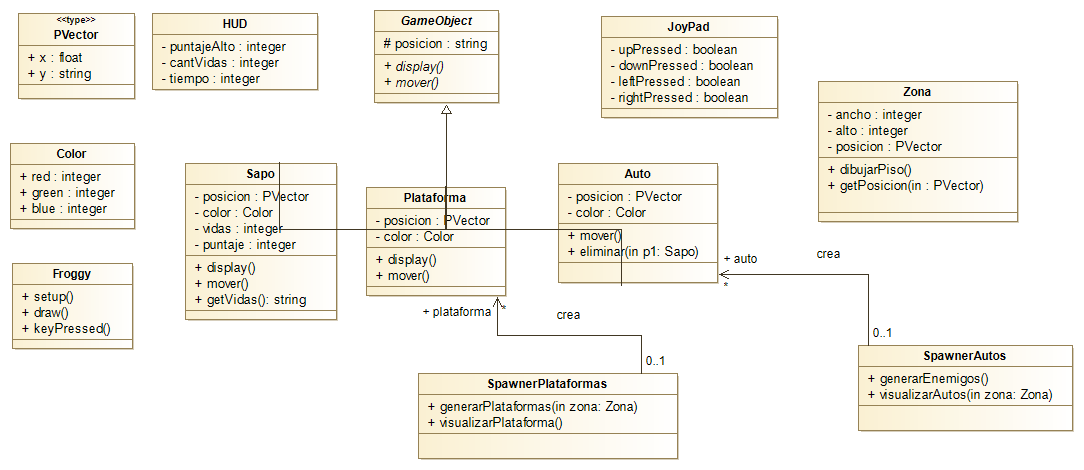 <<type>>
PVector
+ x : float
+ y : string
HUD
- puntajeAlto : integer
- cantVidas : integer
- tiempo : integer
GameObject
# posicion : string
+ display()
+ mover()
JoyPad
- upPressed : boolean
- downPressed : boolean
- leftPressed : boolean
- rightPressed : boolean
Zona
- ancho : integer
- alto : integer
- posicion : PVector
+ dibujarPiso()
+ getPosicion(in : PVector)
Color
+ red : integer
+ green : integer
+ blue : integer
Sapo
- posicion : PVector
- color : Color
- vidas : integer
- puntaje : integer
+ display()
+ mover()
+ getVidas(): string
Plataforma
- posicion : PVector
- color : Color
+ display()
+ mover()
Auto
- posicion : PVector
- color : Color
+ mover()
+ eliminar(in p1: Sapo)
Froggy
+ setup()
+ draw()
+ keyPressed()
+ auto
*
crea
0..1
+ plataforma
*
crea
0..1
SpawnerPlataformas
+ generarPlataformas(in zona: Zona)
+ visualizarPlataforma()
SpawnerAutos
+ generarEnemigos()
+ visualizarAutos(in zona: Zona)